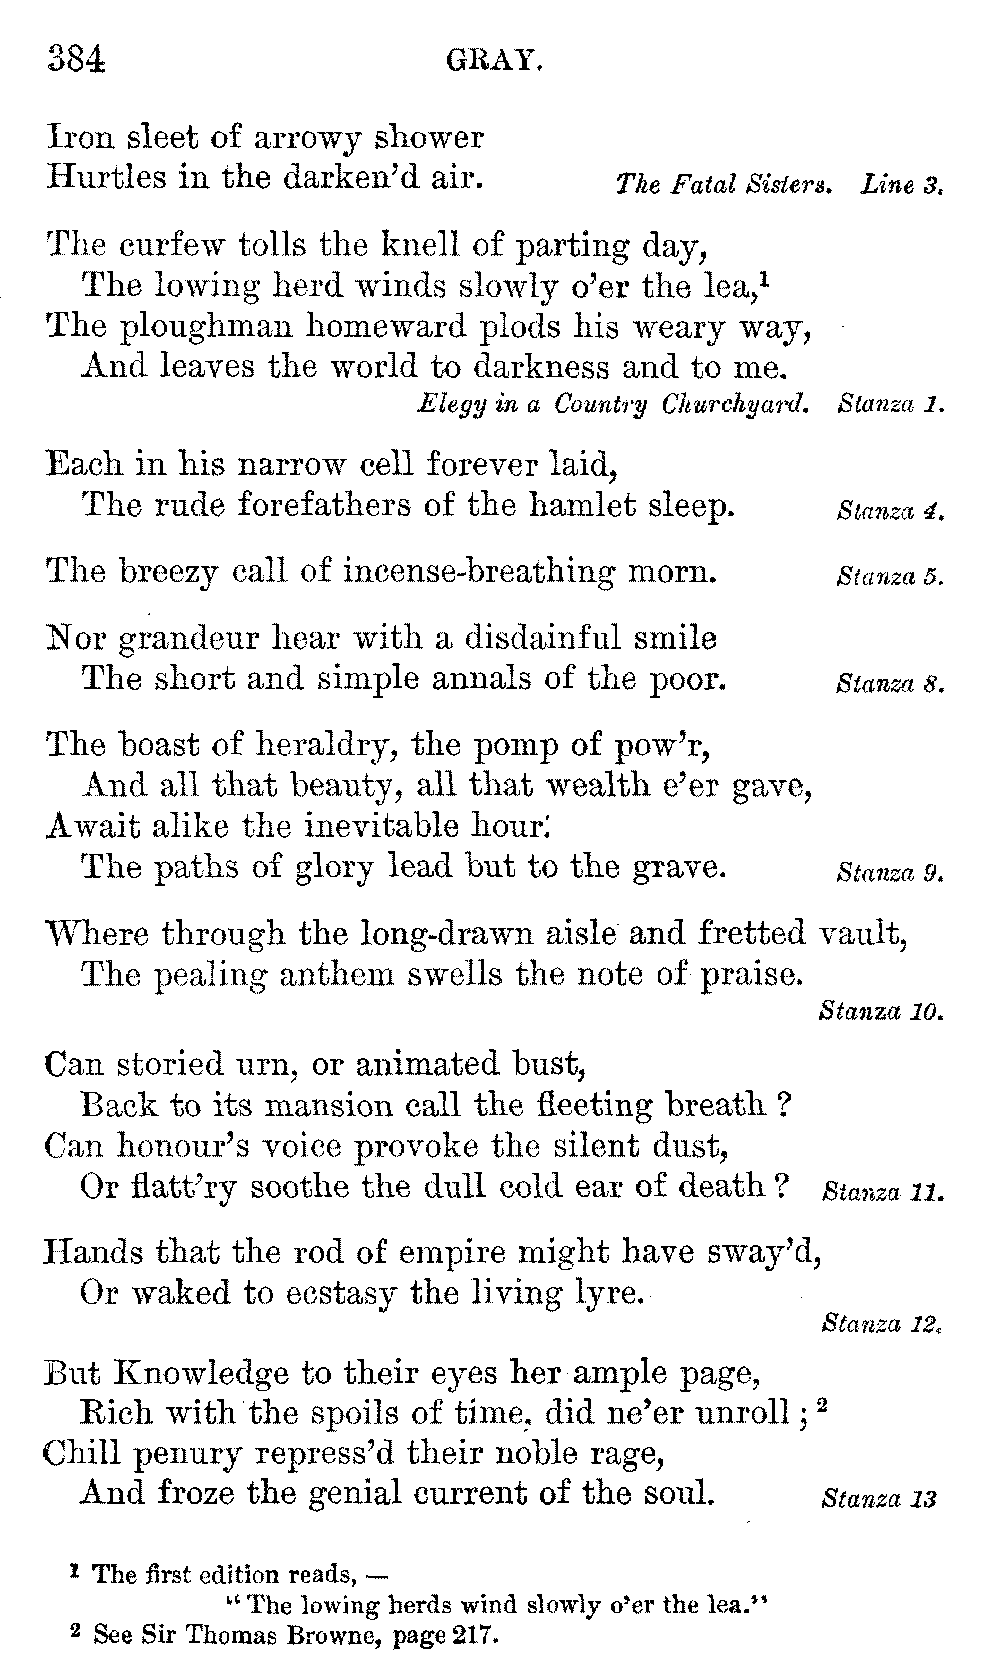 384 GRAY.
Iron sleet of arrowy shower
Hurtles in the darken'd air. The Fatal Sisters. Line 3.
The curfew tolls the knell of parting day,
The lowing herd winds slowly o'er the lea,¹
The ploughman homeward plods his weary way,
And leaves the world to darkness and to me.
Elegy in a Country Churchyard. Stanza 1.
Each in his narrow cell forever laid,
The rude forefathers of the hamlet sleep. Stanza 4.
The breezy call of incense-breathing morn. Stanza 5.
Nor grandeur hear with a disdainful smile
The short and simple annals of the poor. Stanza 8.
The boast of heraldry, the pomp of pow'r,
And all that beauty, all that wealth e'er gave,
Await alike the inevitable hour:
The paths of glory lead but to the grave. Stanza 9.
Where through the long-drawn aisle and fretted vault,
The pealing anthem swells the note of praise.
Stanza 10.
Can storied urn, or animated bust,
Back to its mansion call the fleeting breath ?
Can honour's voice provoke the silent dust,
Or flatt'ry soothe the dull cold ear of death ? Stanza 11.
Hands that the rod of empire might have sway'd,
Or waked to ecstasy the living lyre.
Stanza 12.
But Knowledge to their eyes her ample page,
Rich with the spoils of time, did ne'er unroll ; ²
Chill penury repress'd their noble rage,
And froze the genial current of the soul. Stanza 13
¹ The first edition reads, —
"The lowing herds wind slowly o'er the lea."
² See Sir Thomas Browne, page 217.